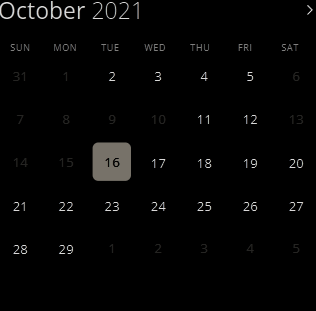 October 2021
SUN MON TUE WED THU FRI SAT
31 1 2 3 4 5 6
7 8 9 10 11 12 13
14 15 16 17 18 19 20
21 22 23 24 25 26 27
28 29 1 2 3 4 5